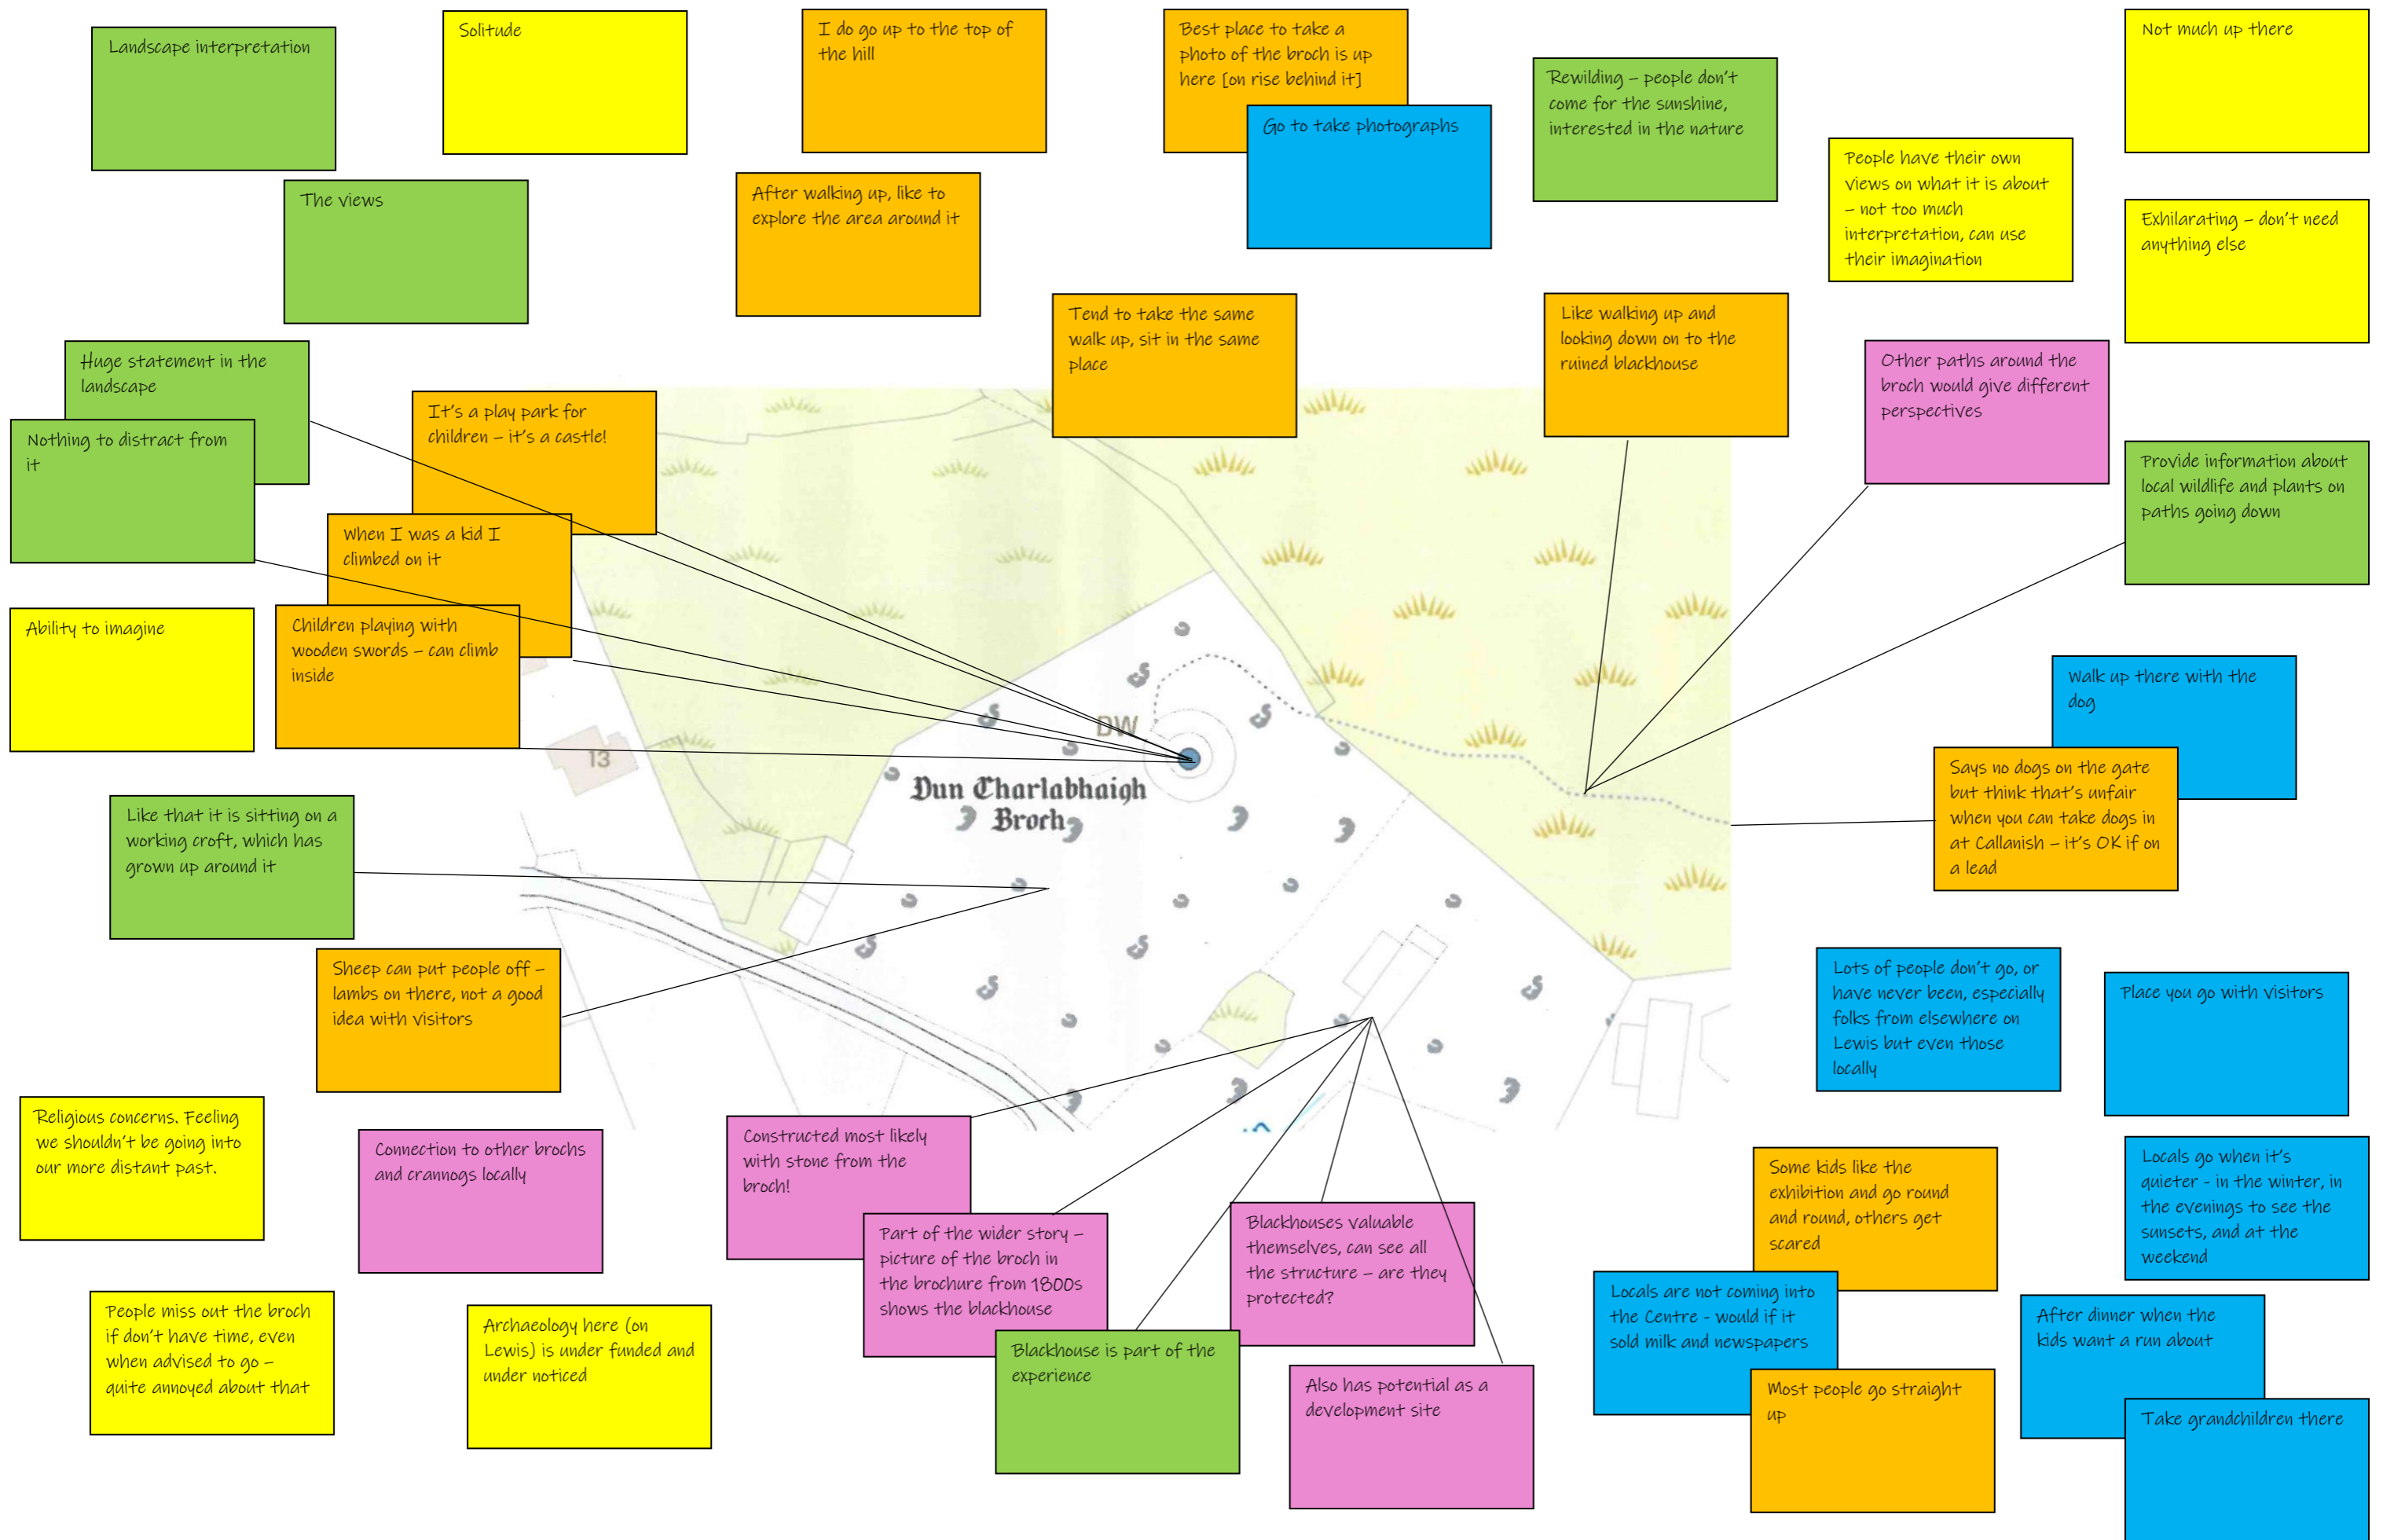 Landscape interpretation
Solitude
I do go up to the top of
the hill
Best place to take a
photo of the broch is up
here [on rise behind it]
Go to take photographs
Rewilding – people don't
come for the sunshine,
interested in the nature
Not much up there
People have their own
views on what it is about
– not too much
interpretation, can use
their imagination
The views
After walking up, like to
explore the area around it
Exhilarating – don't need
anything else
Tend to take the same
walk up, sit in the same
place
Like walking up and
looking down on to the
ruined blackhouse
Other paths around the
broch would give different
perspectives
Huge statement in the
landscape
Nothing to distract from
it
It's a play park for
children – it's a castle!
When I was a kid I
climbed on it
Children playing with
wooden swords – can climb
inside
Provide information about
local wildlife and plants on
paths going down
Ability to imagine
Walk up there with the
dog
Says no dogs on the gate
but think that's unfair
when you can take dogs in
at Callanish – it's OK if on
a lead
DW
13
Dun Charlabhaigh
Broch
Like that it is sitting on a
working croft, which has
grown up around it
Sheep can put people off –
lambs on there, not a good
idea with visitors
Lots of people don't go, or
have never been, especially
folks from elsewhere on
Lewis but even those
locally
Place you go with visitors
Religious concerns. Feeling
we shouldn't be going into
our more distant past.
Connection to other brochs
and crannogs locally
Constructed most likely
with stone from the
broch!
Part of the wider story –
picture of the broch in
the brochure from 1800s
shows the blackhouse
Blackhouses valuable
themselves, can see all
the structure – are they
protected?
Blackhouse is part of the
experience
Also has potential as a
development site
Some kids like the
exhibition and go round
and round, others get
scared
Locals go when it's
quieter - in the winter, in
the evenings to see the
sunsets, and at the
weekend
Locals are not coming into
the Centre - would if it
sold milk and newspapers
After dinner when the
kids want a run about
Most people go straight
up
Take grandchildren there
People miss out the broch
if don't have time, even
when advised to go –
quite annoyed about that
Archaeology here (on
Lewis) is under funded and
under noticed